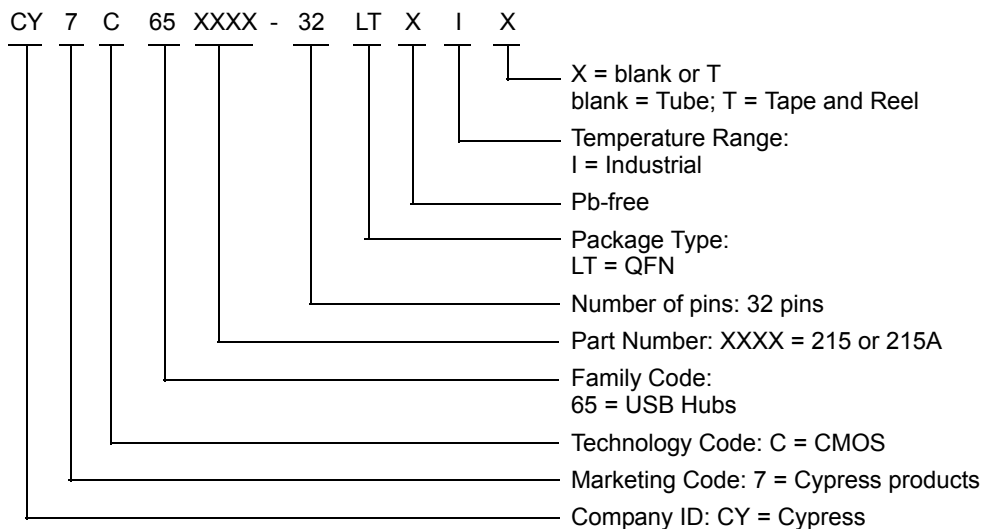 CY 7 C 65 XXXX - 32 LT X I X
X = blank or T
blank = Tube; T = Tape and Reel
Temperature Range:
I = Industrial
Pb-free
Package Type:
LT = QFN
Number of pins: 32 pins
Part Number: XXXX = 215 or 215A
Family Code:
65 = USB Hubs
Technology Code: C = CMOS
Marketing Code: 7 = Cypress products
Company ID: CY = Cypress